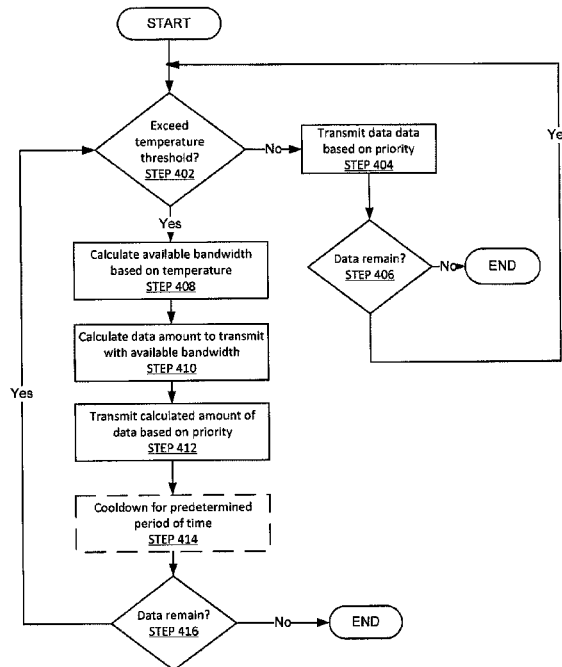 START
Exceed
temperature
threshold?
STEP 402
No
Transmit data data
based on priority
STEP 404
Yes
Data remain?
STEP 406
No
END
Calculate available bandwidth
based on temperature
STEP 408
Calculate data amount to transmit
with available bandwidth
STEP 410
Transmit calculated amount of
data based on priority
STEP 412
Cooldown for predetermined
period of time
STEP 414
Data remain?
STEP 416
No
END
Yes
Ye